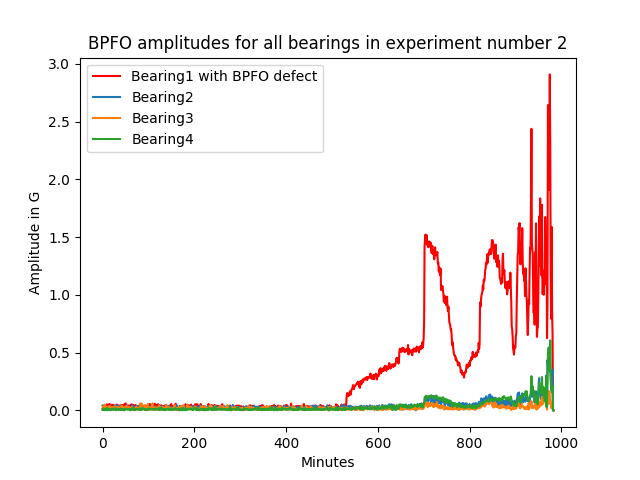 BPFO amplitudes for all bearings in experiment number 2
3.0
2.5
2.0
1.5
1.0
0.5
0.0
Amplitude in G
Bearing1 with BPFO defect
Bearing2
Bearing3
Bearing4
0 200 400 600 800 1000
Minutes